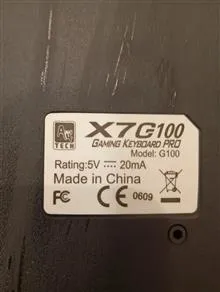 A4
TECH
X7G100
GAMING KEYBOARD PRO
Model: G100
Rating:5V ⎓ 20mA
Made in China
FC CE 0609